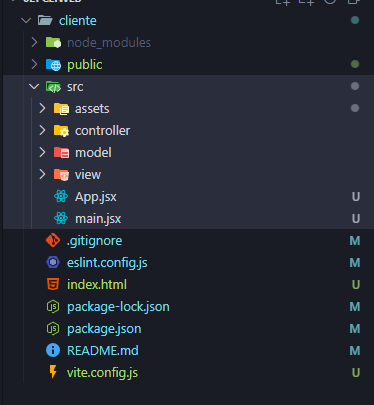 cliente
node_modules
public
src
assets
controller
model
view
App.jsx U
main.jsx U
.gitignore M
eslint.config.js M
index.html U
package-lock.json M
package.json M
README.md M
vite.config.js U